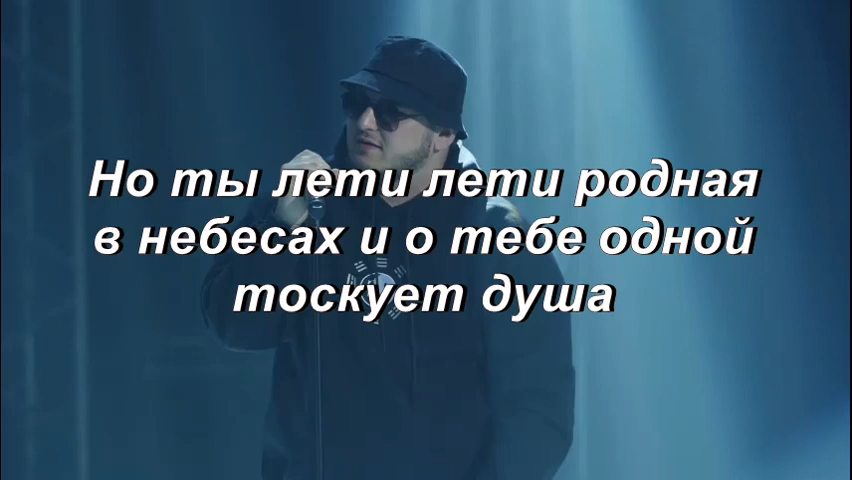 Но ты лети лети родная
в небесах и о тебе одной
тоскует душа